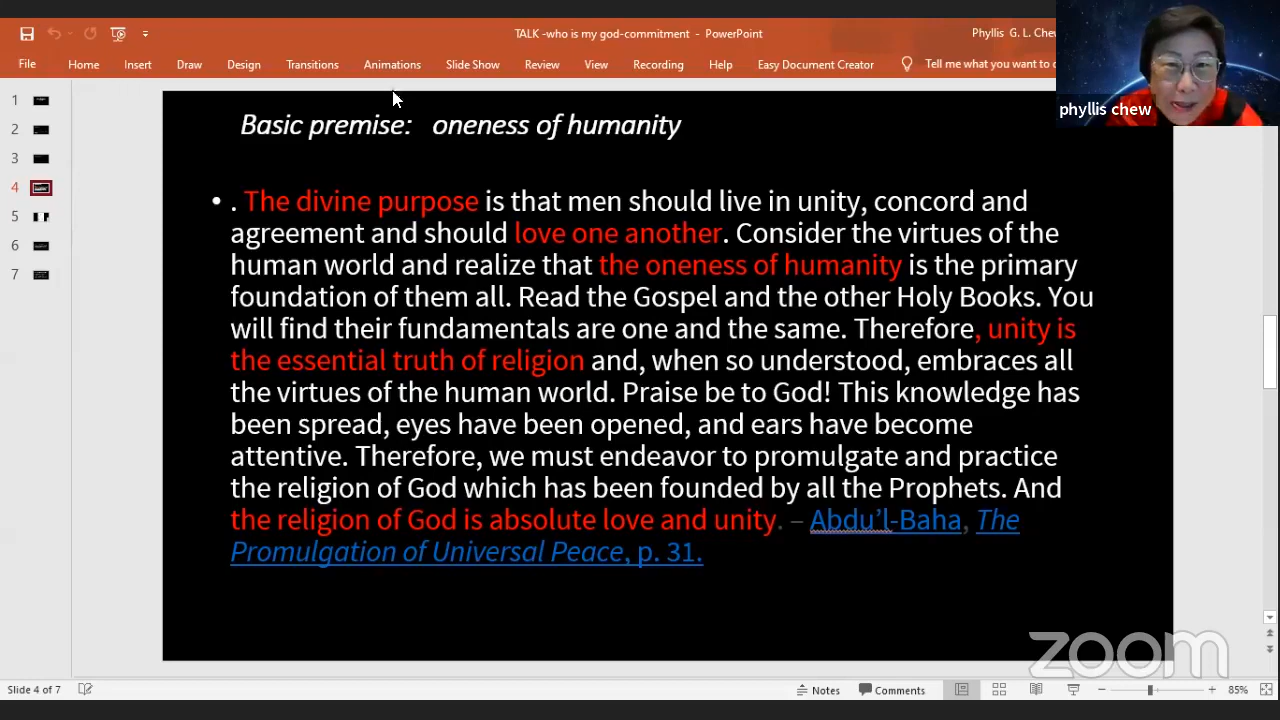 TALK -who is my god-commitment - PowerPoint
Phyllis G. L. Chew
File Home Insert Draw Design Transitions Animations Slide Show Review View Recording Help Easy Document Creator Tell me what you want to
phyllis chew
1
2
3
4
5
6
7
Basic premise: oneness of humanity
• . The divine purpose is that men should live in unity, concord and
agreement and should love one another. Consider the virtues of the
human world and realize that the oneness of humanity is the primary
foundation of them all. Read the Gospel and the other Holy Books. You
will find their fundamentals are one and the same. Therefore, unity is
the essential truth of religion and, when so understood, embraces all
the virtues of the human world. Praise be to God! This knowledge has
been spread, eyes have been opened, and ears have become
attentive. Therefore, we must endeavor to promulgate and practice
the religion of God which has been founded by all the Prophets. And
the religion of God is absolute love and unity. – Abdu’l-Baha, The
Promulgation of Universal Peace, p. 31.
zoom
Slide 4 of 7 Notes Comments 85%